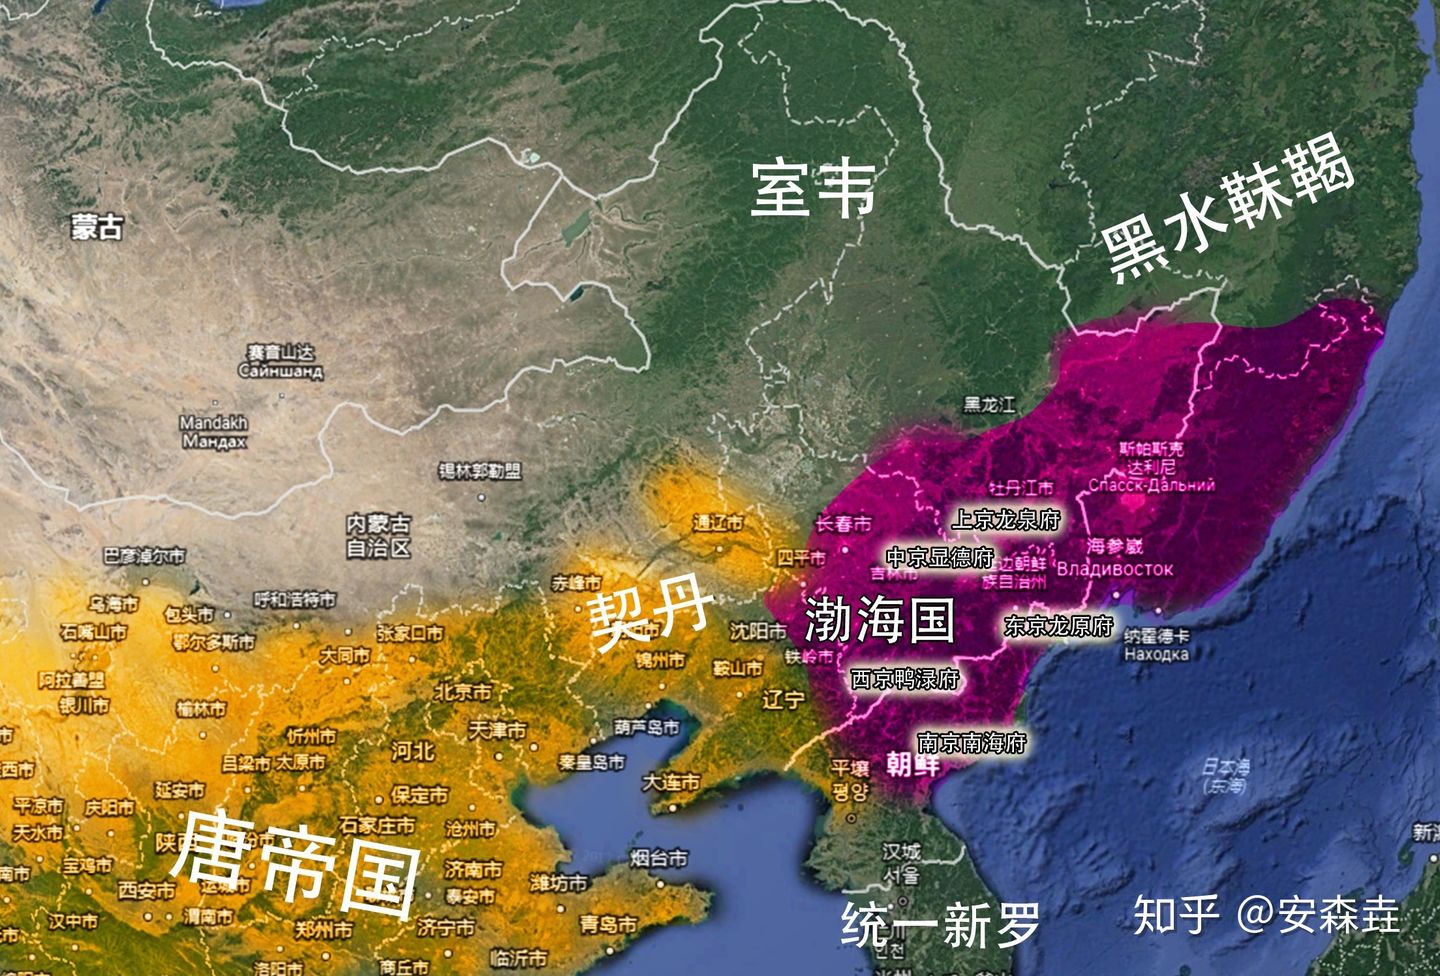 室韦
黑水靺鞨
蒙古
赛音山达
Сайншанд
Mandakh
Мандах
黑龙江
锡林郭勒盟
斯帕斯克
达利尼
Спасск-Дальний
牡丹江市
内蒙古
自治区
通辽市
长春市
上京龙泉府
巴彦淖尔市
四平市
中京显德府
海参崴
Владивосток
吉林市
边朝鲜
族自治州
赤峰市
契丹
乌海市
包头市
呼和浩特市
石嘴山市
鄂尔多斯市
张家口市
沈阳市
渤海国
东京龙原府
纳霍德卡
Находка
大同市
锦州市
鞍山市
铁岭市
西京鸭渌府
阿拉善盟
银川市
榆林市
北京市
辽宁
忻州市
河北
天津市
葫芦岛市
南京南海府
吕梁市
太原市
秦皇岛市
朝鲜
平壤
평양
大连市
日本海
(东海)
延安市
保定市
平凉市
庆阳市
天水市
陕西
唐帝国
石家庄市
沧州市
宝鸡市
西安市
运城市
济南市
泰安市
潍坊市
烟台市
汉城
서울
汉中市
渭南市
郑州市
济宁市
青岛市
统一新罗
인천
洛阳市
商丘市
临沂市
知乎 @安森垚